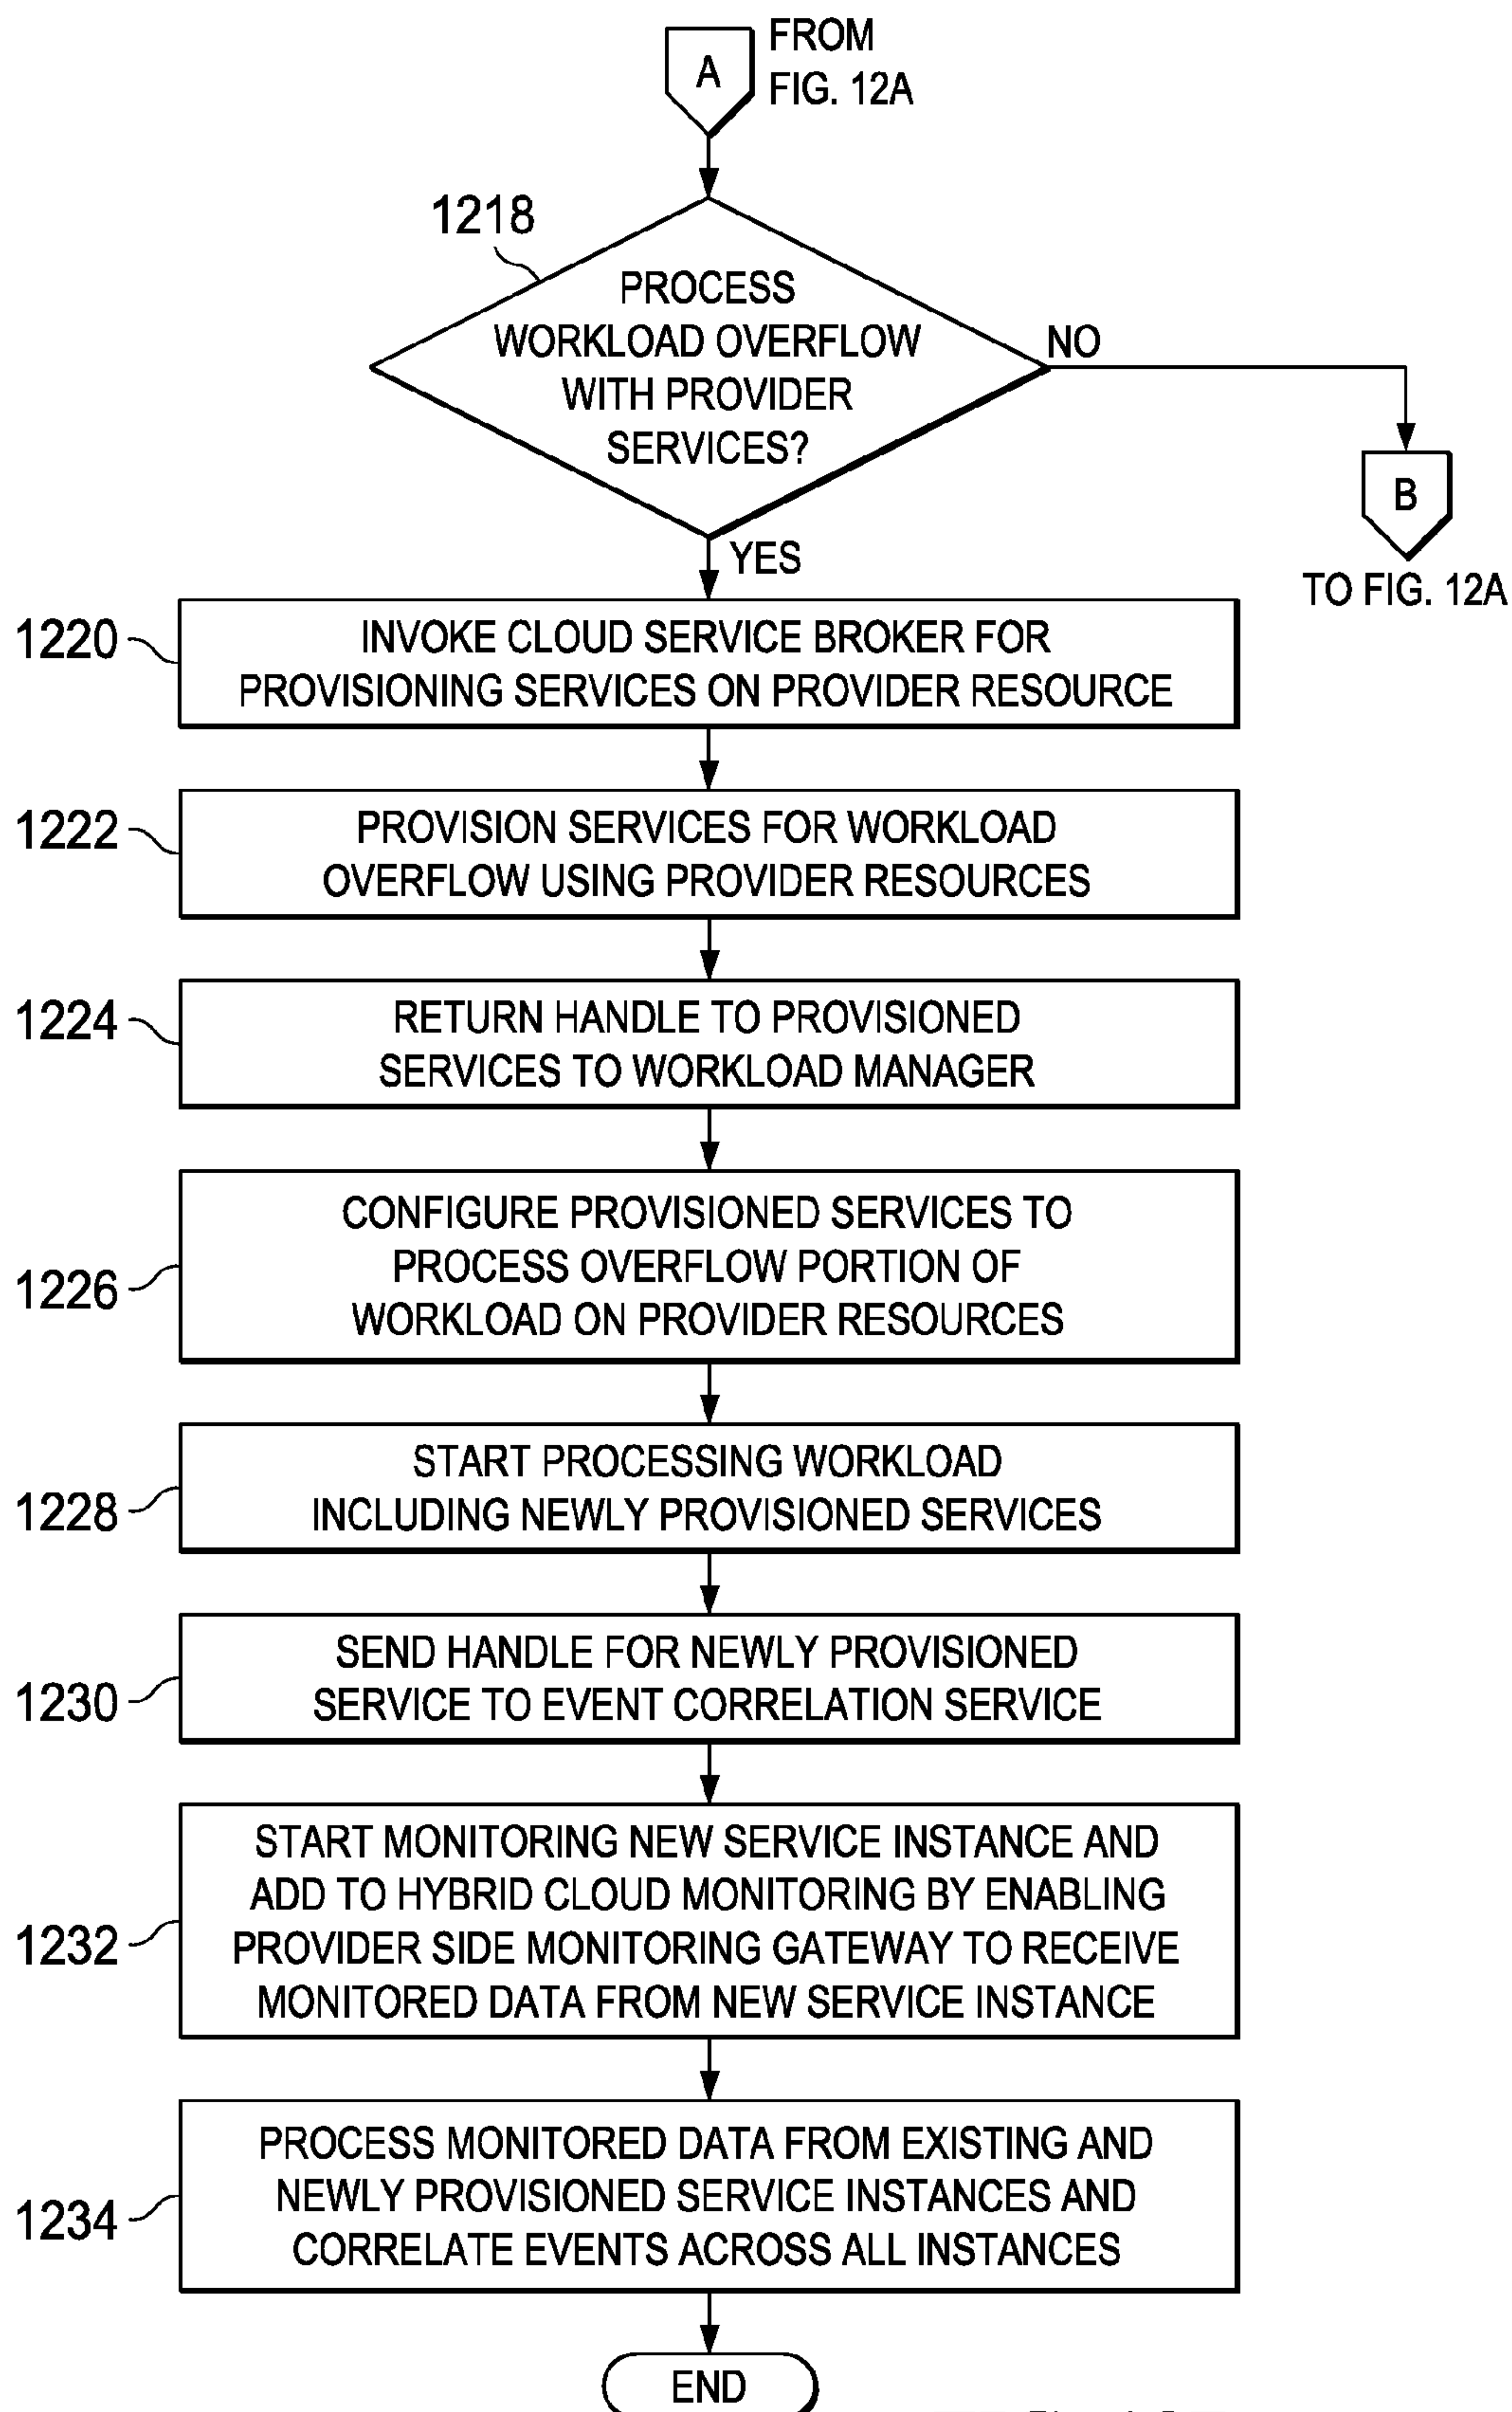 A
FROM
FIG. 12A
1218
PROCESS
WORKLOAD OVERFLOW
WITH PROVIDER
SERVICES?
NO
B
TO FIG. 12A
YES
1220
INVOKE CLOUD SERVICE BROKER FOR
PROVISIONING SERVICES ON PROVIDER RESOURCE
1222
PROVISION SERVICES FOR WORKLOAD
OVERFLOW USING PROVIDER RESOURCES
1224
RETURN HANDLE TO PROVISIONED
SERVICES TO WORKLOAD MANAGER
1226
CONFIGURE PROVISIONED SERVICES TO
PROCESS OVERFLOW PORTION OF
WORKLOAD ON PROVIDER RESOURCES
1228
START PROCESSING WORKLOAD
INCLUDING NEWLY PROVISIONED SERVICES
1230
SEND HANDLE FOR NEWLY PROVISIONED
SERVICE TO EVENT CORRELATION SERVICE
1232
START MONITORING NEW SERVICE INSTANCE AND
ADD TO HYBRID CLOUD MONITORING BY ENABLING
PROVIDER SIDE MONITORING GATEWAY TO RECEIVE
MONITORED DATA FROM NEW SERVICE INSTANCE
1234
PROCESS MONITORED DATA FROM EXISTING AND
NEWLY PROVISIONED SERVICE INSTANCES AND
CORRELATE EVENTS ACROSS ALL INSTANCES
END